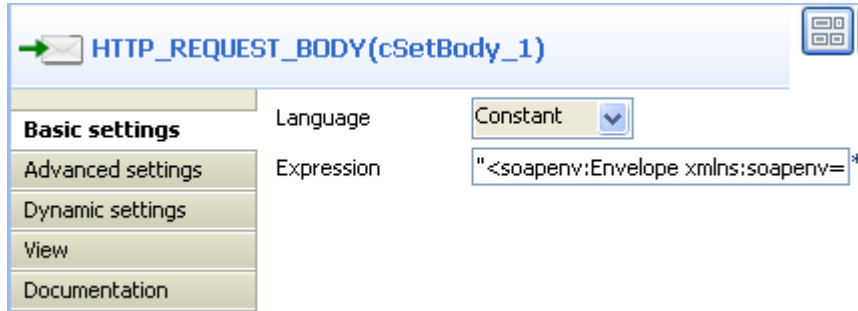 HTTP_REQUEST_BODY(cSetBody_1)
Basic settings
Language
Constant
Advanced settings
Expression
"<soapenv:Envelope xmlns:soapenv=
*
Dynamic settings
View
Documentation